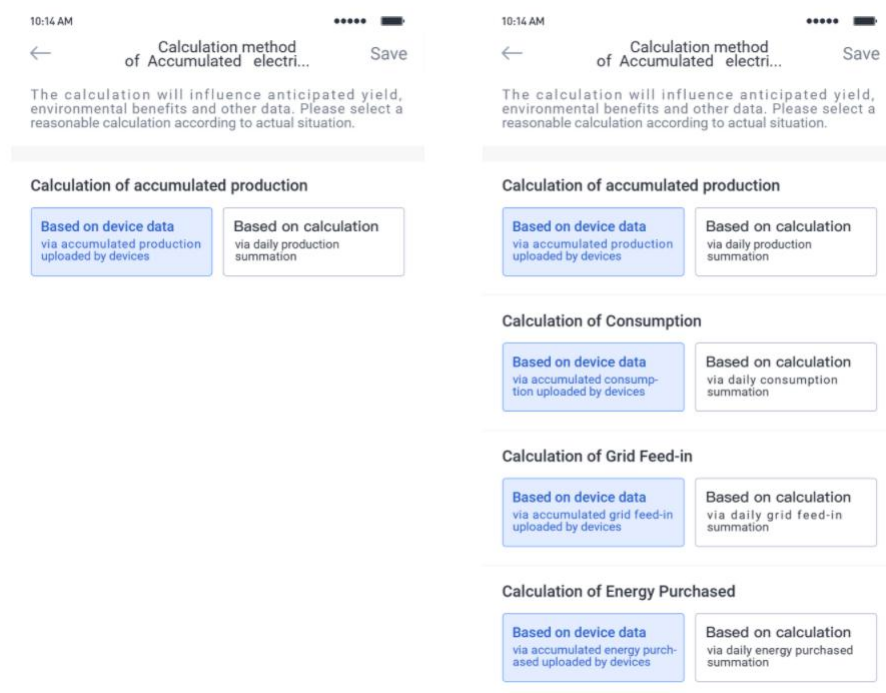 10:14 AM
Calculation method
of Accumulated electri...
Save
The calculation will influence anticipated yield,
environmental benefits and other data. Please select a
reasonable calculation according to actual situation.
Calculation of accumulated production
Based on device data
via accumulated production
uploaded by devices
Based on calculation
via daily production
summation
10:14 AM
Calculation method
of Accumulated electri...
Save
The calculation will influence anticipated yield,
environmental benefits and other data. Please select a
reasonable calculation according to actual situation.
Calculation of accumulated production
Based on device data
via accumulated production
uploaded by devices
Based on calculation
via daily production
summation
Calculation of Consumption
Based on device data
via accumulated consump-
tion uploaded by devices
Based on calculation
via daily consumption
summation
Calculation of Grid Feed-in
Based on device data
via accumulated grid feed-in
uploaded by devices
Based on calculation
via daily grid feed-in
summation
Calculation of Energy Purchased
Based on device data
via accumulated energy purch-
ased uploaded by devices
Based on calculation
via daily energy purchased
summation